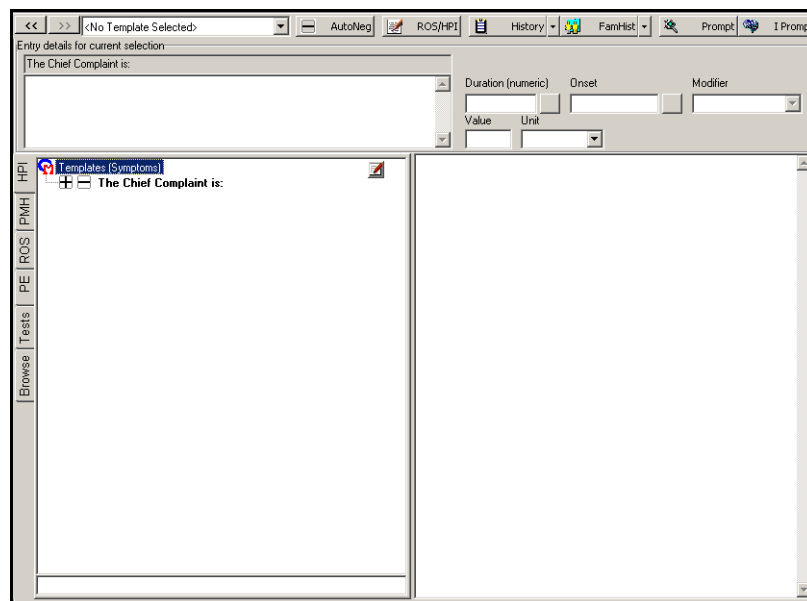 << >> <No Template Selected> AutoNeg ROS/HPI History FamHist Prompt I Promp
Entry details for current selection
The Chief Complaint is:
Duration (numeric) Onset Modifier
Value Unit
HPI
PMH
ROS
PE
Tests
Browse
Templates (Symptoms)
The Chief Complaint is: